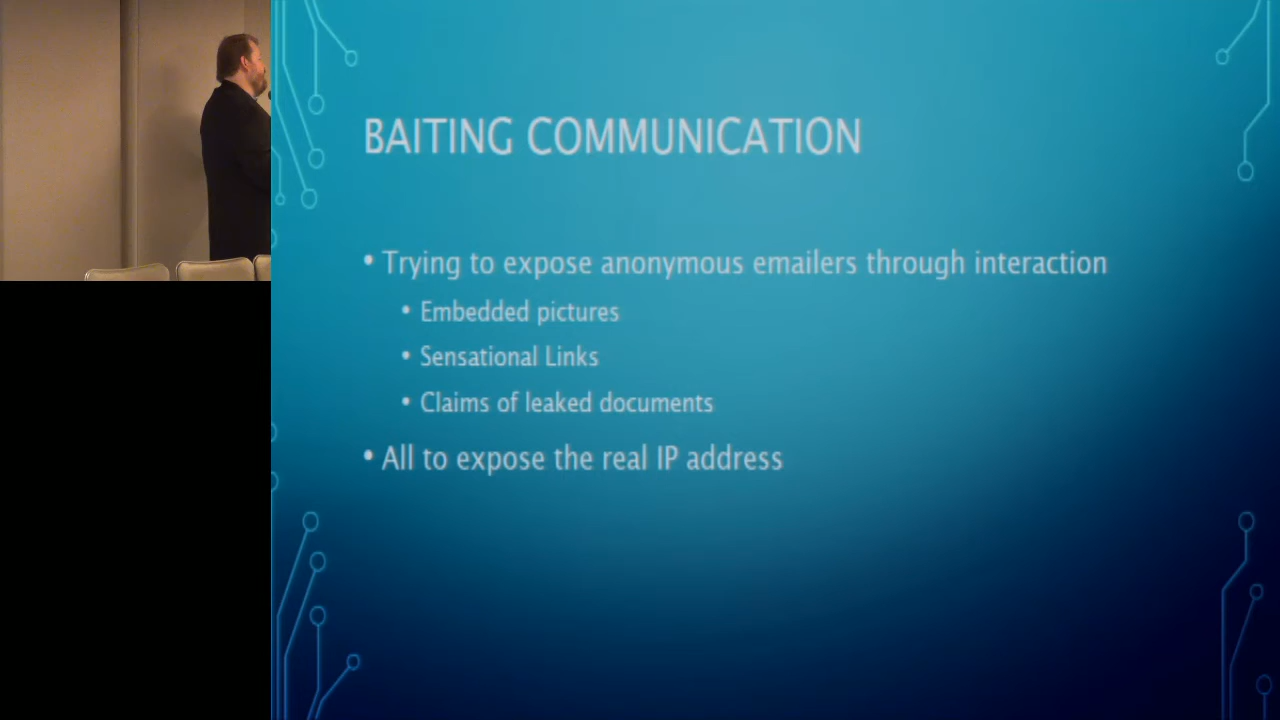 BAITING COMMUNICATION
• Trying to expose anonymous emailers through interaction
• Embedded pictures
• Sensational Links
• Claims of leaked documents
• All to expose the real IP address